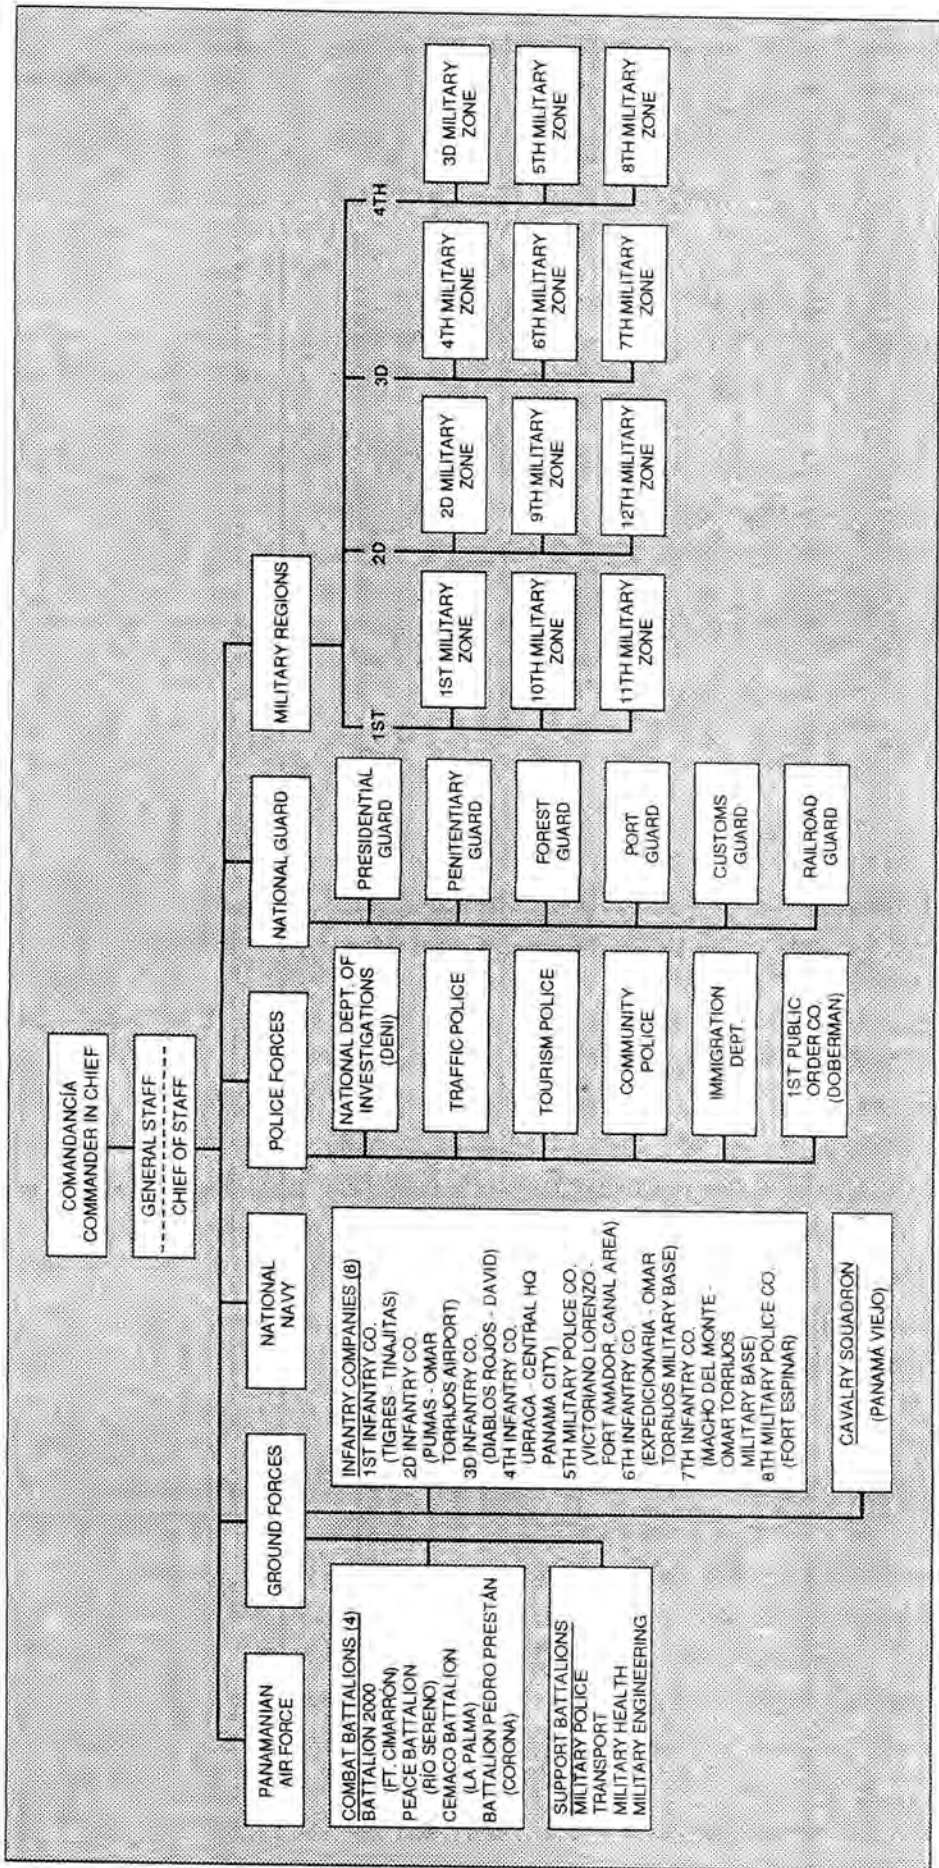 COMANDANCÍA
COMMANDER IN CHIEF
GENERAL STAFF
CHIEF OF STAFF
PANAMANIAN
AIR FORCE
GROUND FORCES
NATIONAL
NAVY
POLICE FORCES
NATIONAL GUARD
MILITARY REGIONS
COMBAT BATTALIONS (4)
BATTALION 2000
(FT. CIMARRÓN)
PEACE BATTALION
(RÍO SERENO)
CEMACO BATTALION
(LA PALMA)
BATTALION PEDRO PRESTÁN
(CORONA)
SUPPORT BATTALIONS
MILITARY POLICE
TRANSPORT
MILITARY HEALTH
MILITARY ENGINEERING
INFANTRY COMPANIES (8)
1ST INFANTRY CO.
(TIGRES - TINAJITAS)
2D INFANTRY CO.
(PUMAS - OMAR
TORRIJOS AIRPORT)
3D INFANTRY CO.
(DIABLOS ROJOS - DAVID)
4TH INFANTRY CO.
URRACA - CENTRAL HQ
PANAMA CITY)
5TH MILITARY POLICE CO.
(VICTORIANO LORENZO -
FORT AMADOR, CANAL AREA)
6TH INFANTRY CO.
(EXPEDICIONARIA - OMAR
TORRIJOS MILITARY BASE)
7TH INFANTRY CO.
(MACHO DEL MONTE -
OMAR TORRIJOS
MILITARY BASE)
8TH MILITARY POLICE CO.
(FORT ESPINAR)
CAVALRY SQUADRON
(PANAMÁ VIEJO)
NATIONAL DEPT. OF
INVESTIGATIONS
(DENI)
TRAFFIC POLICE
TOURISM POLICE
COMMUNITY
POLICE
IMMIGRATION
DEPT.
1ST PUBLIC
ORDER CO.
(DOBERMAN)
PRESIDENTIAL
GUARD
PENITENTIARY
GUARD
FOREST
GUARD
PORT
GUARD
CUSTOMS
GUARD
RAILROAD
GUARD
1ST
1ST MILITARY
ZONE
10TH MILITARY
ZONE
11TH MILITARY
ZONE
2D
2D MILITARY
ZONE
9TH MILITARY
ZONE
12TH MILITARY
ZONE
3D
4TH MILITARY
ZONE
6TH MILITARY
ZONE
7TH MILITARY
ZONE
4TH
3D MILITARY
ZONE
5TH MILITARY
ZONE
8TH MILITARY
ZONE